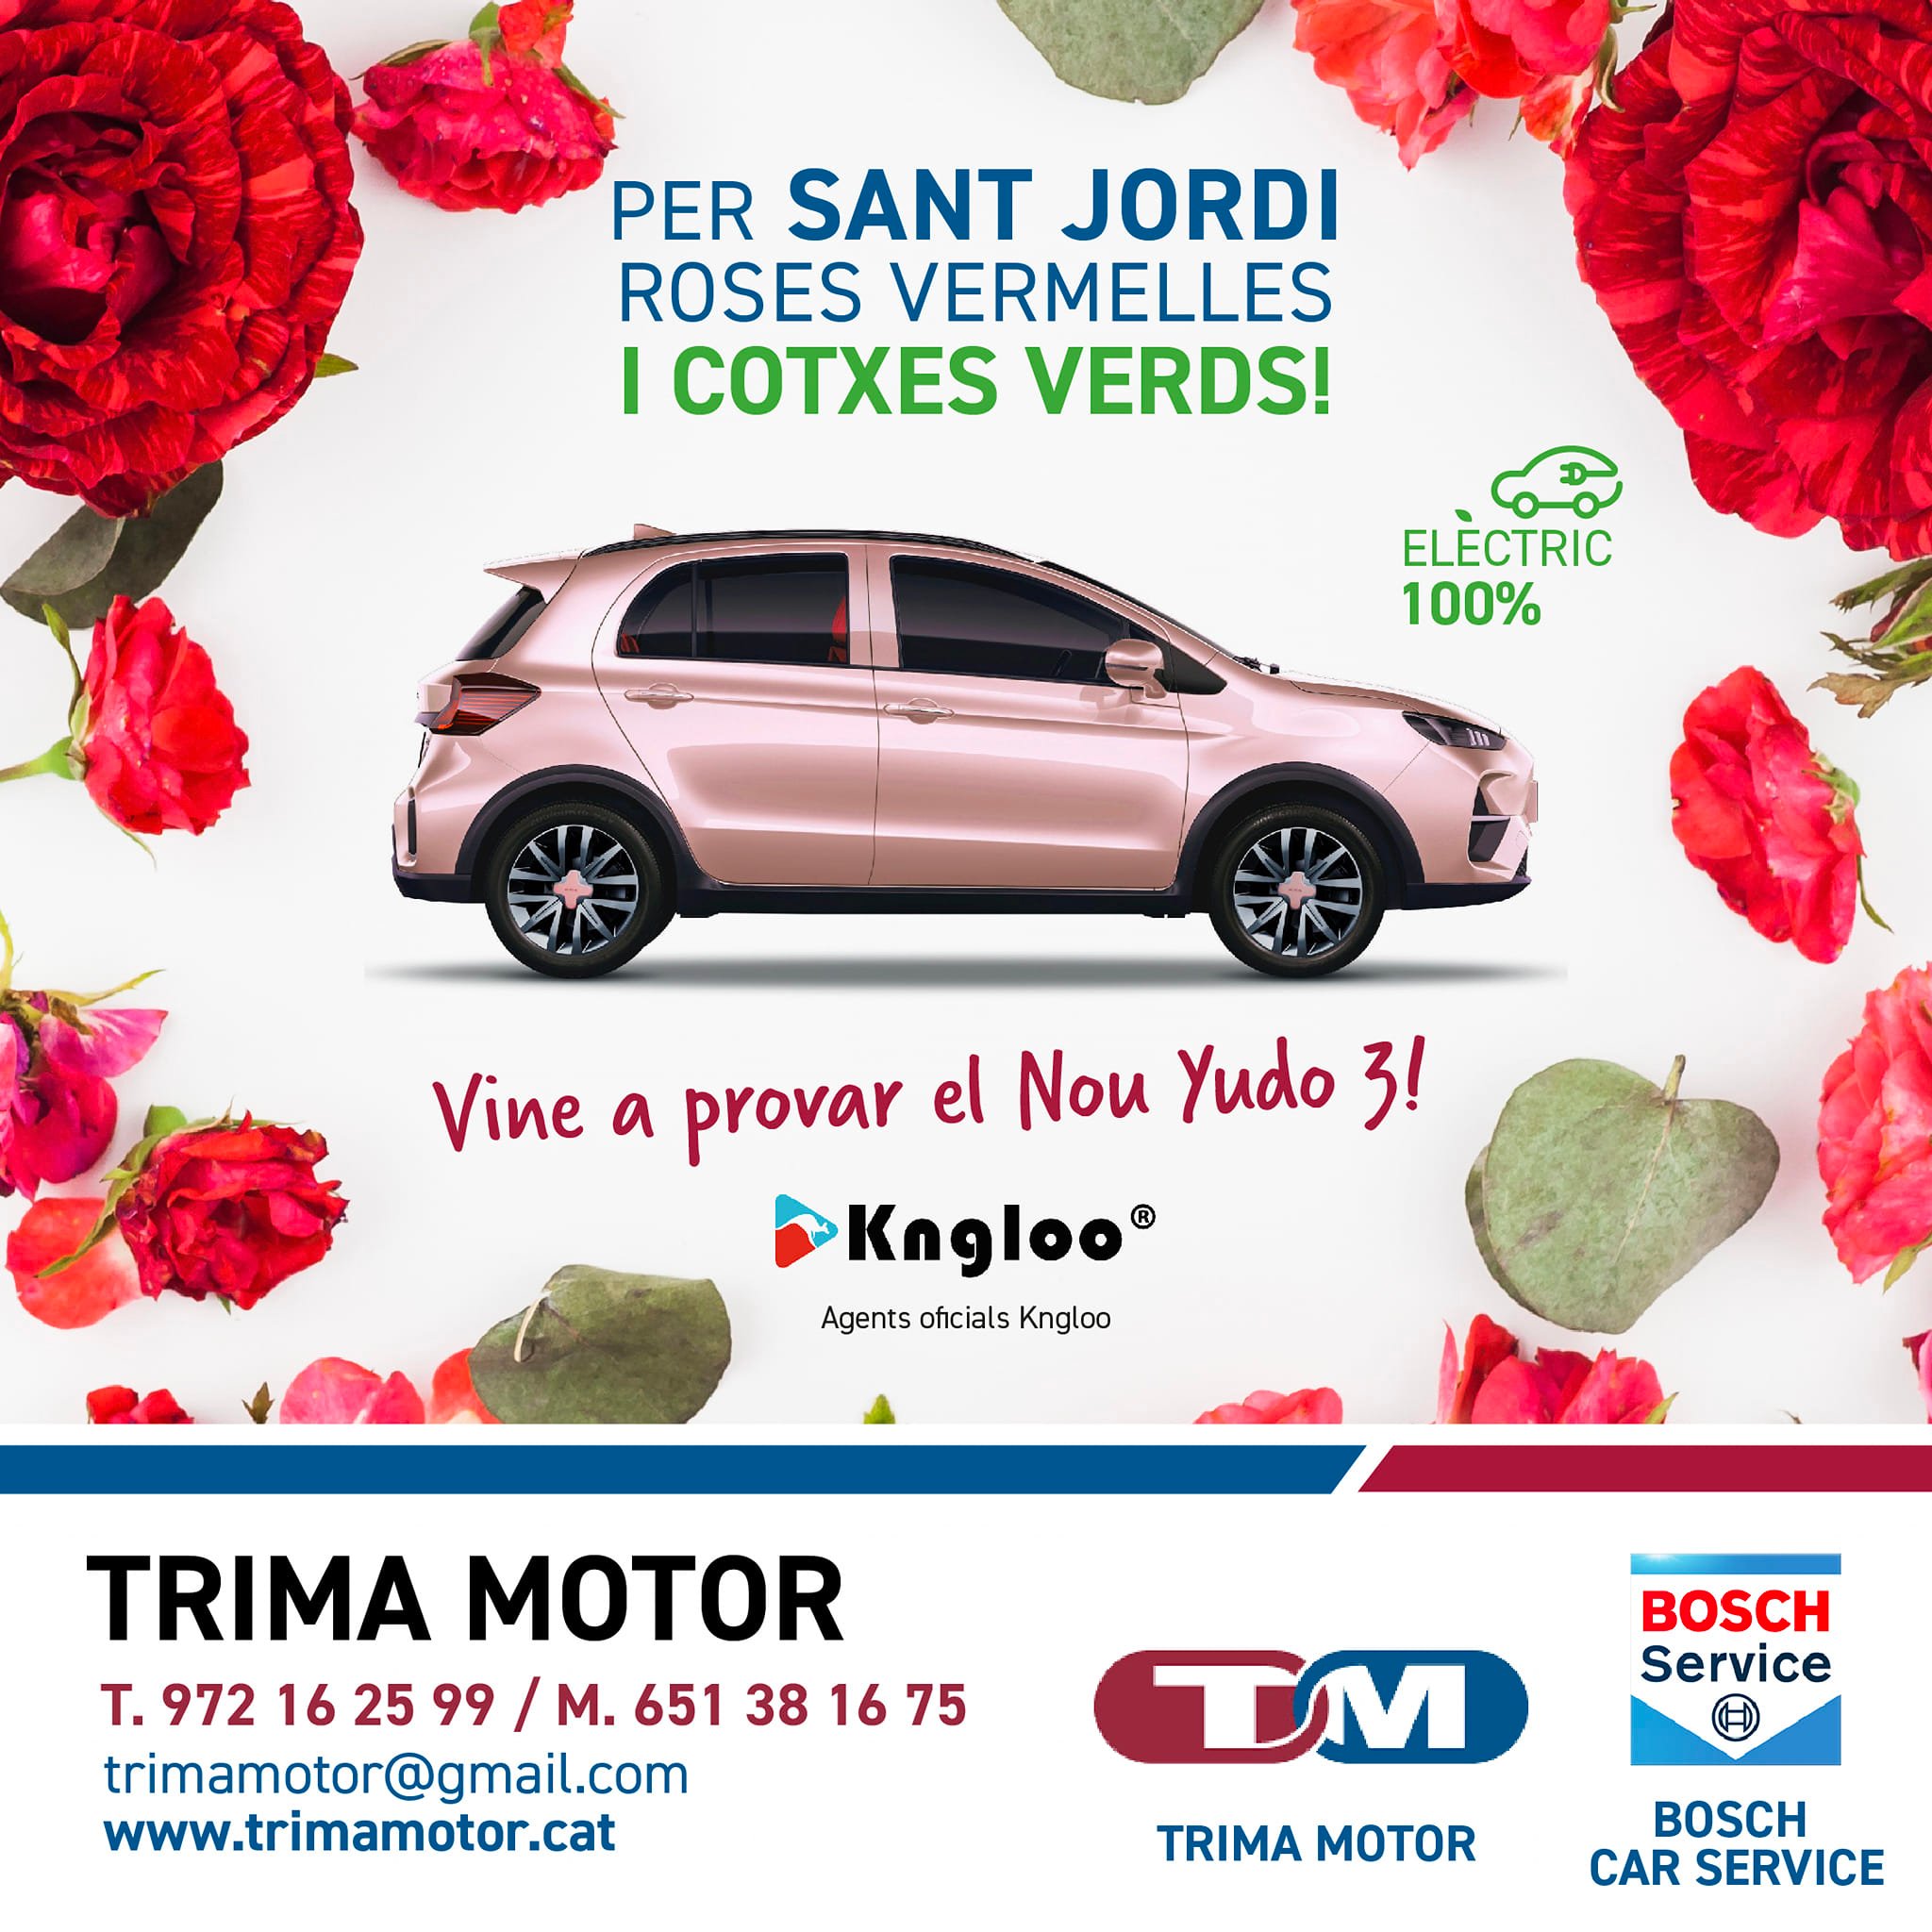 PER SANT JORDI
ROSES VERMELLES
I COTXES VERDS!
ELÈCTRIC
100%
Vine a provar el Nou Yudo 3!
Kngloo®
Agents oficials Kngloo
TRIMA MOTOR
T. 972 16 25 99 / M. 651 38 16 75
trimamotor@gmail.com
www.trimamotor.cat
TM
TRIMA MOTOR
BOSCH
Service
BOSCH
CAR SERVICE